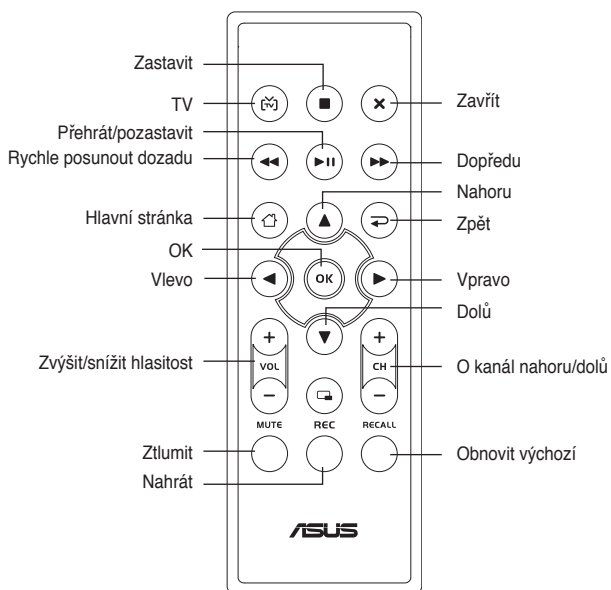 Zastavit
TV
Zavřít
Přehrát/pozastavit
Rychle posunout dozadu
Dopředu
Nahoru
Hlavní stránka
Zpět
OK
OK
Vlevo
Vpravo
Dolů
Zvýšit/snížit hlasitost
VOL
CH
O kanál nahoru/dolů
MUTE
REC
RECALL
Ztlumit
Obnovit výchozí
Nahrát
ASUS
TV